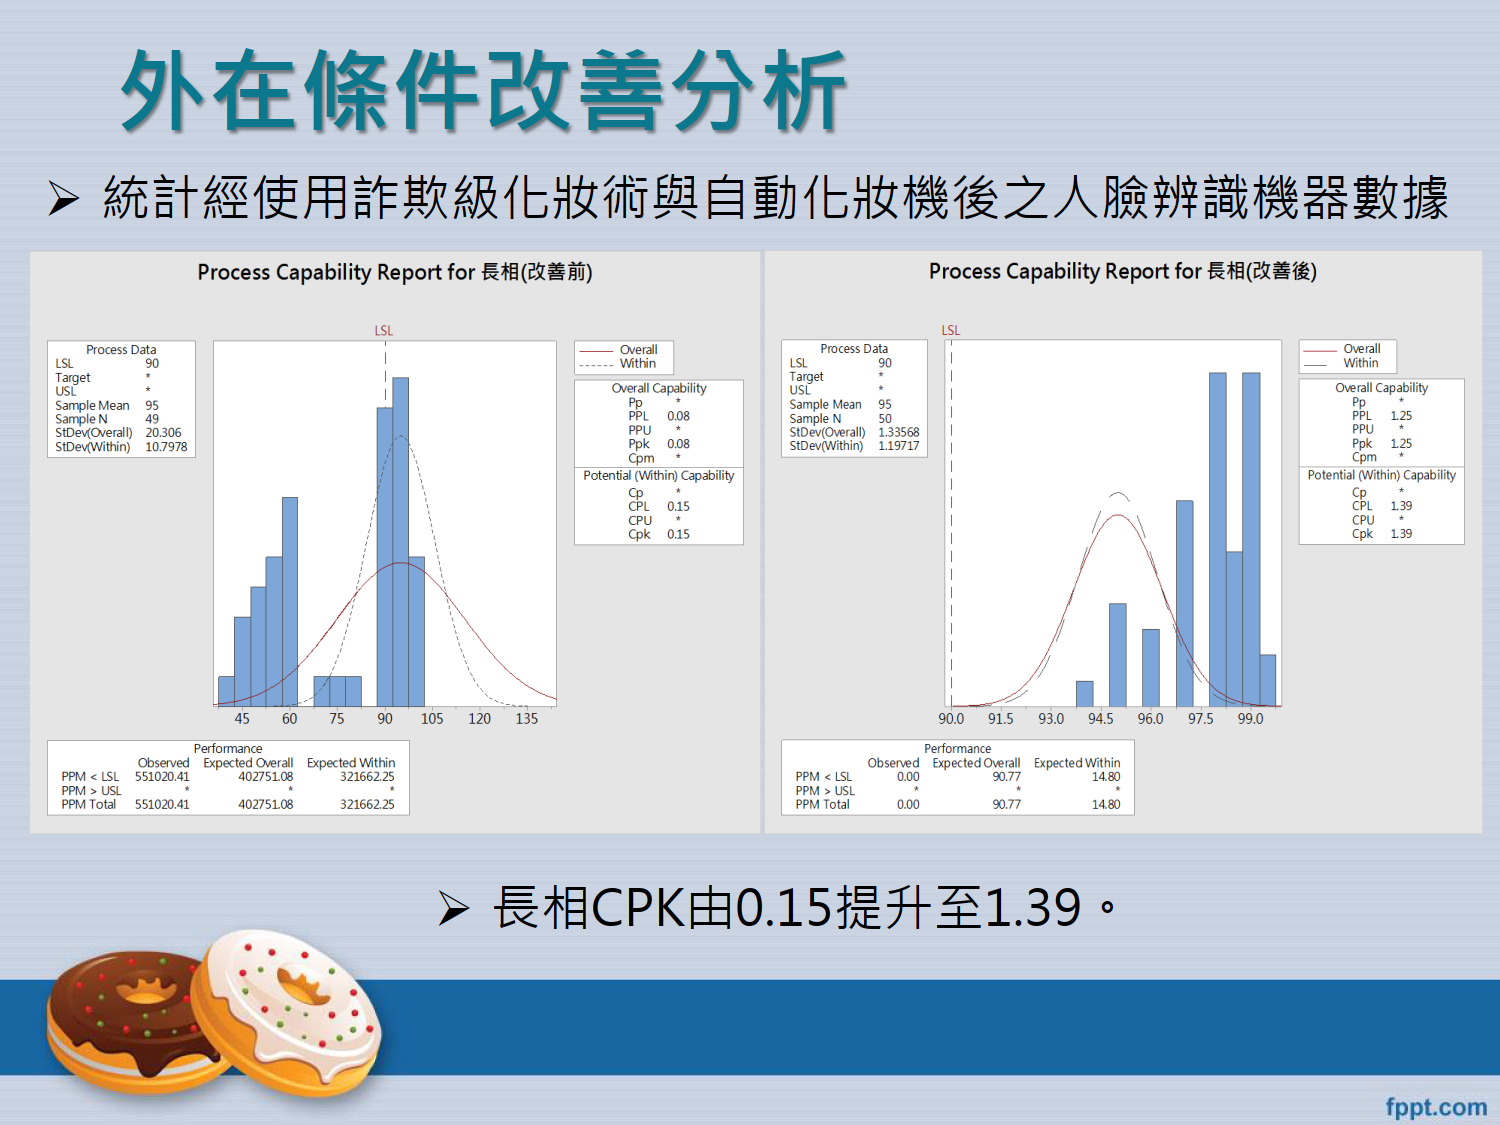 外在條件改善分析
➢ 統計經使用詐欺級化妝術與自動化妝機後之人臉辨識機器數據
Process Capability Report for 長相(改善前)
LSL
Process Data
LSL 90
Target *
USL *
Sample Mean 95
Sample N 49
StDev(Overall) 20.306
StDev(Within) 10.7978
Overall
Within
Overall Capability
Pp *
PPL 0.08
PPU *
Ppk 0.08
Cpm *
Potential (Within) Capability
Cp *
CPL 0.15
CPU *
Cpk 0.15
45 60 75 90 105 120 135
Performance
Observed Expected Overall Expected Within
PPM < LSL 551020.41 402751.08 321662.25
PPM > USL * * *
PPM Total 551020.41 402751.08 321662.25
Process Capability Report for 長相(改善後)
LSL
Process Data
LSL 90
Target *
USL *
Sample Mean 95
Sample N 50
StDev(Overall) 1.33568
StDev(Within) 1.19717
Overall
Within
Overall Capability
Pp *
PPL 1.25
PPU *
Ppk 1.25
Cpm *
Potential (Within) Capability
Cp *
CPL 1.39
CPU *
Cpk 1.39
90.0 91.5 93.0 94.5 96.0 97.5 99.0
Performance
Observed Expected Overall Expected Within
PPM < LSL 0.00 90.77 14.80
PPM > USL * * *
PPM Total 0.00 90.77 14.80
➢ 長相CPK由0.15提升至1.39。
fppt.com